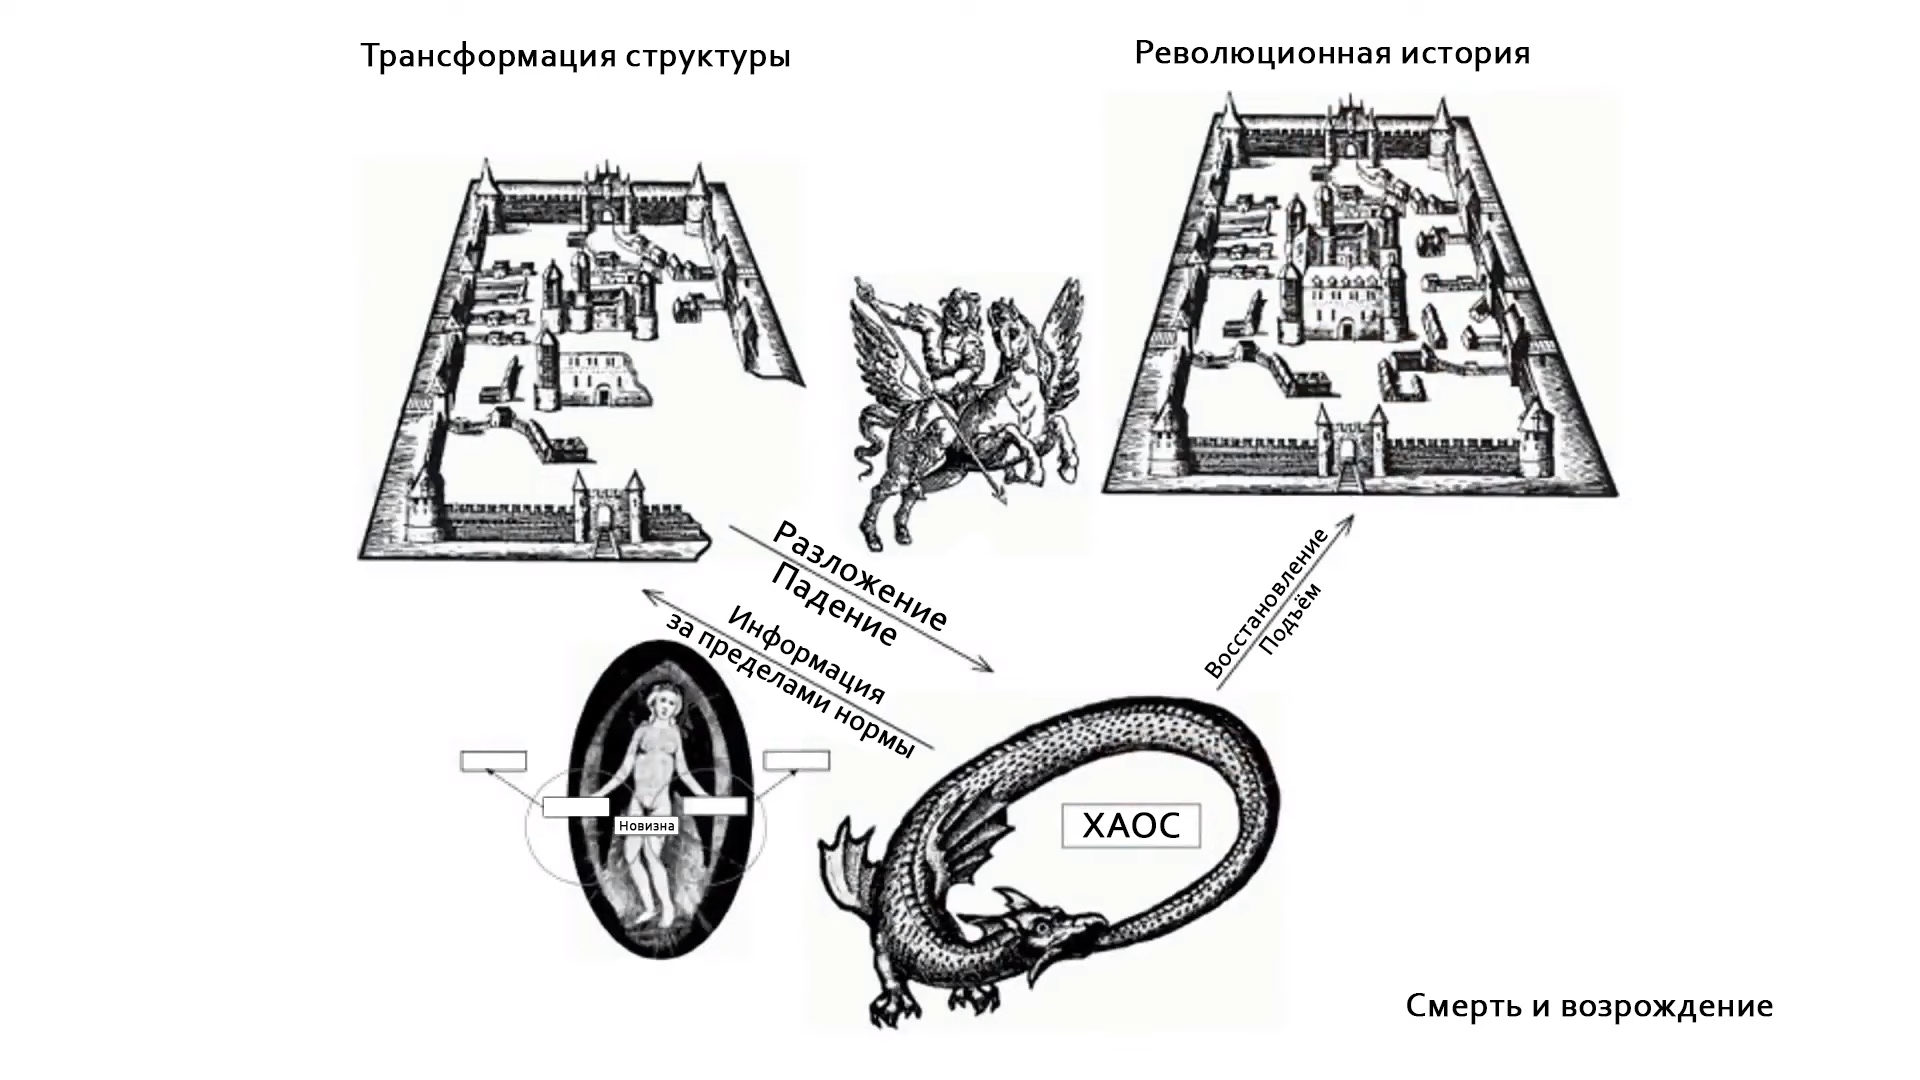 Трансформация структуры
Революционная история
Разложение
Падение
Информация
за пределами нормы
Восстановление
Подъём
Новизна
ХАОС
Смерть и возрождение